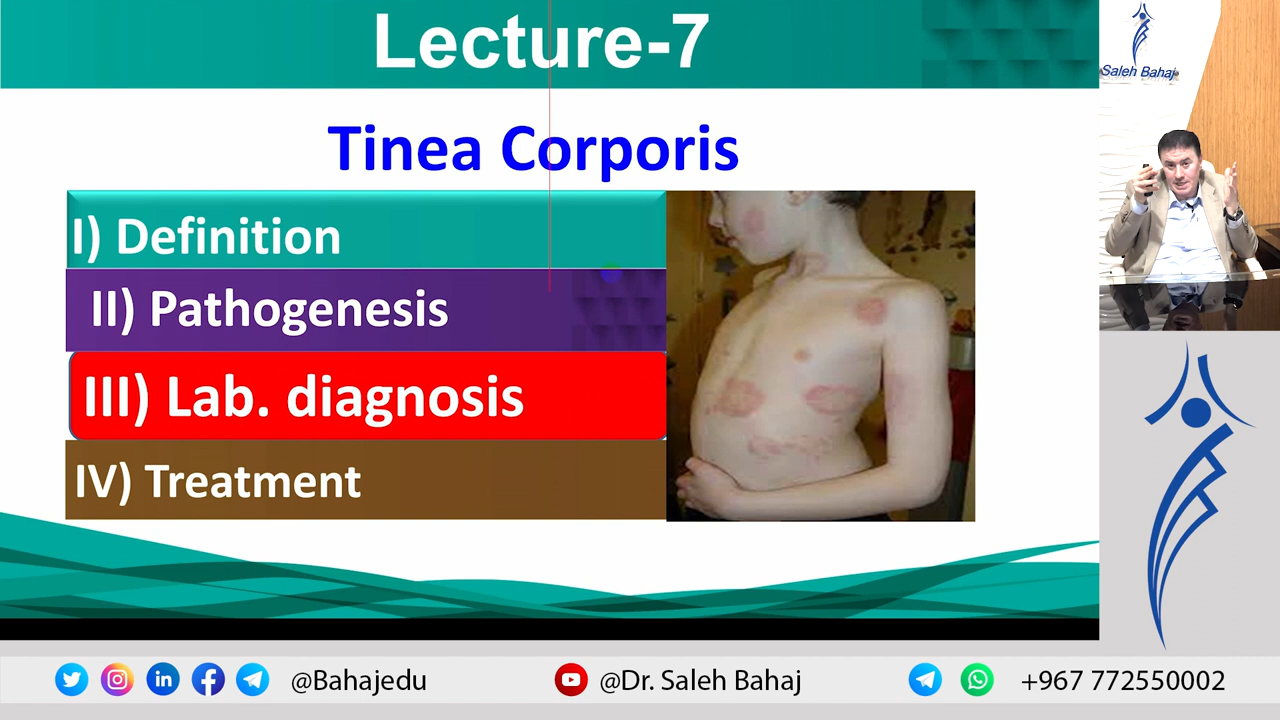 Lecture-7
Saleh Bahaj
Tinea Corporis
I) Definition
II) Pathogenesis
III) Lab. diagnosis
IV) Treatment
@Bahajedu
@Dr. Saleh Bahaj
+967 772550002